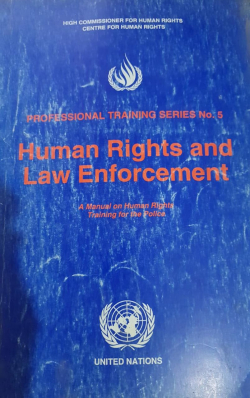 HIGH COMMISSIONER FOR HUMAN RIGHTS
CENTRE FOR HUMAN RIGHTS
PROFESSIONAL TRAINING SERIES No. 5
Human Rights and
Law Enforcement
A Manual on Human Rights
Training for the Police
UNITED NATIONS